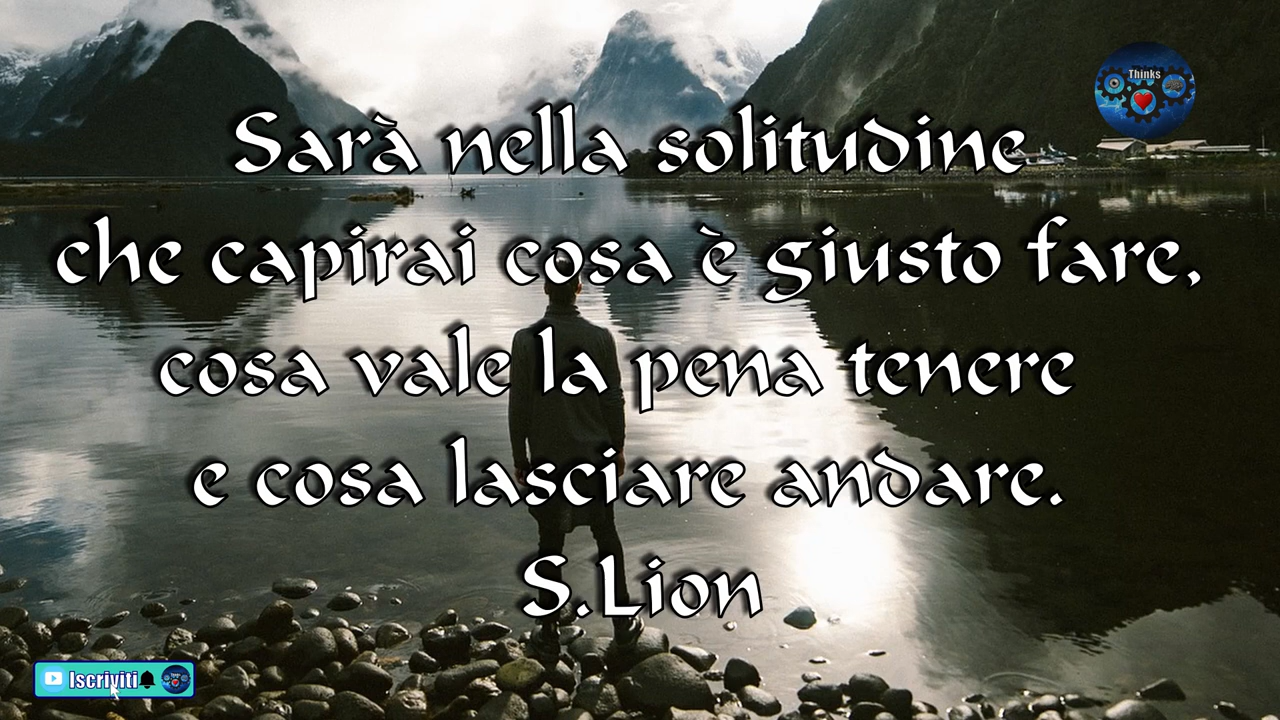 Thinks
Sarà nella solitudine
che capirai cosa è giusto fare,
cosa vale la pena tenere
e cosa lasciare andare.
S.Lion
Iscriviti